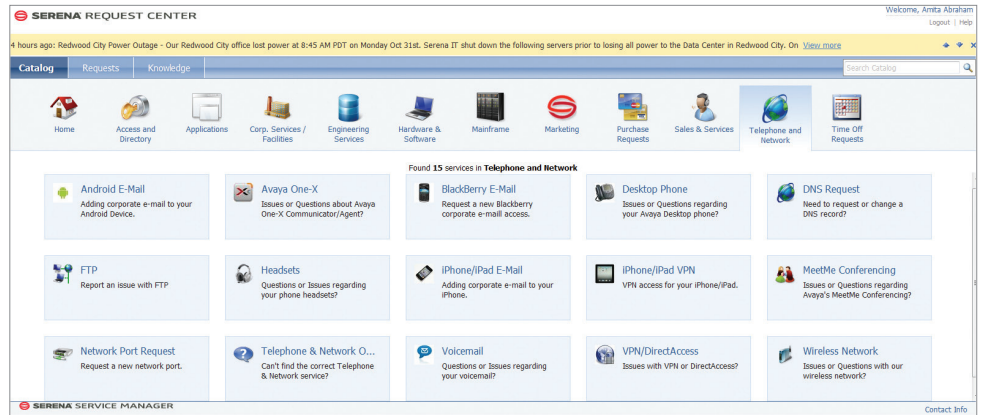 SERENA REQUEST CENTER
Welcome, Amita Abraham
Logout | Help
4 hours ago: Redwood City Power Outage - Our Redwood City office lost power at 8:45 AM PDT on Monday Oct 31st. Serena IT shut down the following servers prior to losing all power to the Data Center in Redwood City. On View more
Catalog Requests Knowledge
Search Catalog
Home
Access and
Directory
Applications
Corp. Services /
Facilities
Engineering
Services
Hardware &
Software
Mainframe
Marketing
Purchase
Requests
Sales & Services
Telephone and
Network
Time Off
Requests
Found 15 services in Telephone and Network
Android E-Mail
Adding corporate e-mail to your
Android Device.
Avaya One-X
Issues or Questions about Avaya
One-X Communicator/Agent?
BlackBerry E-Mail
Request a new Blackberry
corporate e-maill access.
Desktop Phone
Issues or Questions regarding
your Avaya Desktop phone?
DNS Request
Need to request or change a
DNS record?
FTP
Report an issue with FTP
Headsets
Questions or Issues regarding
your phone headsets?
iPhone/iPad E-Mail
Adding corporate e-mail to your
iPhone.
iPhone/iPad VPN
VPN access for your iPhone/iPad.
MeetMe Conferencing
Issues or Questions regarding
Avaya's MeetMe Conferencing?
Network Port Request
Request a new network port.
Telephone & Network O...
Can't find the correct Telephone
& Network service?
Voicemail
Questions or Issues regarding
your voicemail?
VPN/DirectAccess
Issues with VPN or DirectAccess?
Wireless Network
Issues or Questions with our
wireless network?
SERENA SERVICE MANAGER
Contact Info